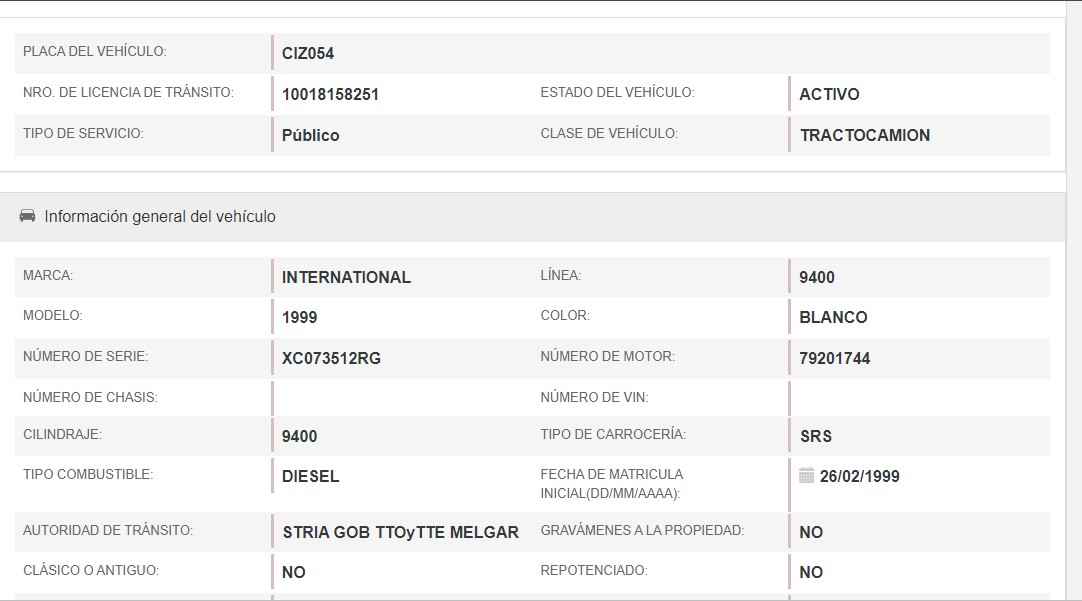 PLACA DEL VEHÍCULO: CIZ054
NRO. DE LICENCIA DE TRÁNSITO: 10018158251 ESTADO DEL VEHÍCULO: ACTIVO
TIPO DE SERVICIO: Público CLASE DE VEHÍCULO: TRACTOCAMION
Información general del vehículo
MARCA: INTERNATIONAL LÍNEA: 9400
MODELO: 1999 COLOR: BLANCO
NÚMERO DE SERIE: XC073512RG NÚMERO DE MOTOR: 79201744
NÚMERO DE CHASIS: NÚMERO DE VIN:
CILINDRAJE: 9400 TIPO DE CARROCERÍA: SRS
TIPO COMBUSTIBLE: DIESEL FECHA DE MATRICULA 26/02/1999
INICIAL(DD/MM/AAAA):
AUTORIDAD DE TRÁNSITO: STRIA GOB TTOyTTE MELGAR GRAVÁMENES A LA PROPIEDAD: NO
CLÁSICO O ANTIGUO: NO REPOTENCIADO: NO